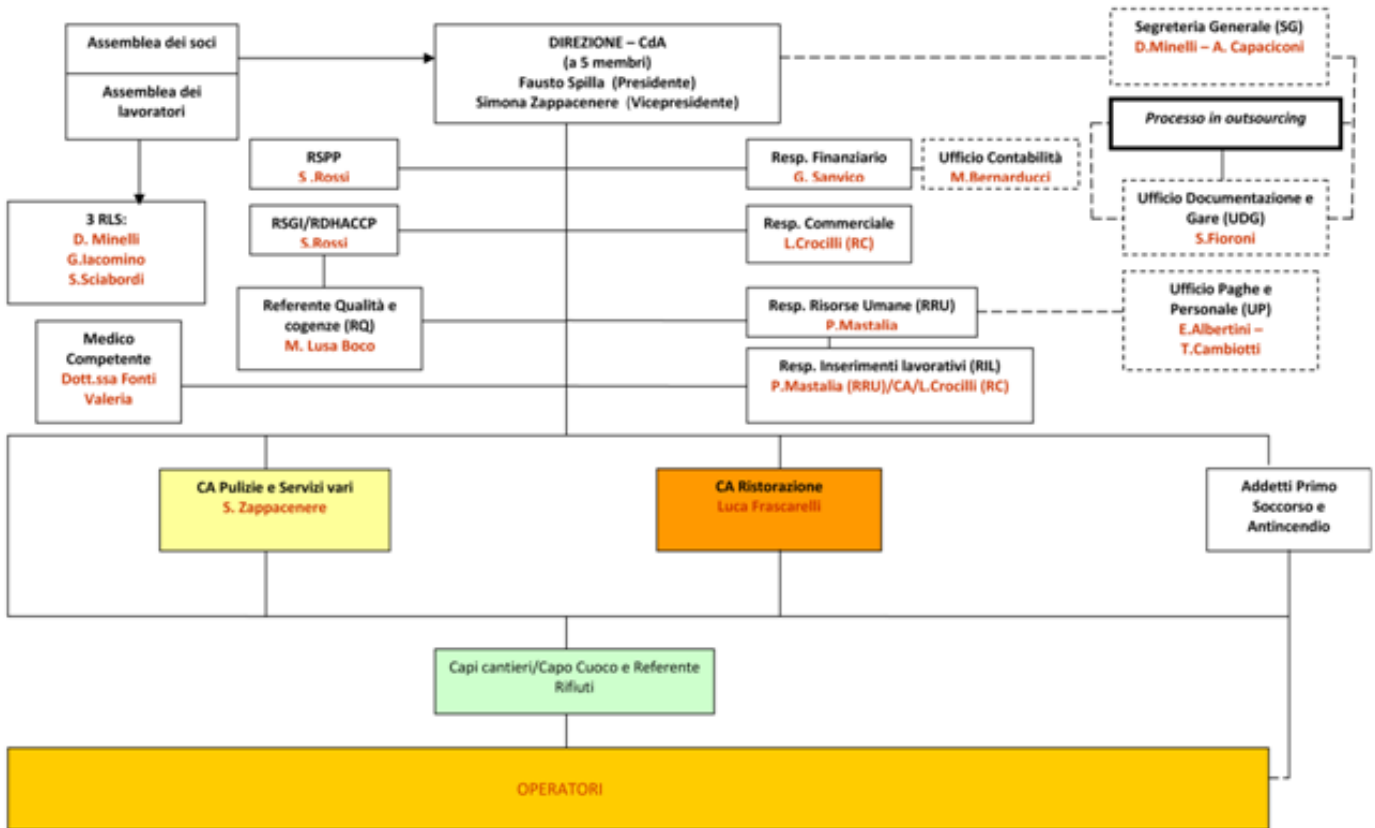 Assemblea dei soci
Assemblea dei
lavoratori
DIREZIONE – CdA
(a 5 membri)
Fausto Spilla (Presidente)
Simona Zappacenere (Vicepresidente)
Segreteria Generale (SG)
D.Minelli – A. Capaciconi
Processo in outsourcing
RSPP
S .Rossi
Resp. Finanziario
G. Sanvico
Ufficio Contabilità
M.Bernarducci
Ufficio Documentazione e
Gare (UDG)
S.Fioroni
3 RLS:
D. Minelli
G.Iacomino
S.Sciabordi
RSGI/RDHACCP
S.Rossi
Resp. Commerciale
L.Crocilli (RC)
Referente Qualità e
cogenze (RQ)
M. Lusa Boco
Resp. Risorse Umane (RRU)
P.Mastalia
Ufficio Paghe e
Personale (UP)
E.Albertini –
T.Cambiotti
Medico
Competente
Dott.ssa Fonti
Valeria
Resp. Inserimenti lavorativi (RIL)
P.Mastalia (RRU)/CA/L.Crocilli (RC)
CA Pulizie e Servizi vari
S. Zappacenere
CA Ristorazione
Luca Frascarelli
Addetti Primo
Soccorso e
Antincendio
Capi cantieri/Capo Cuoco e Referente
Rifiuti
OPERATORI